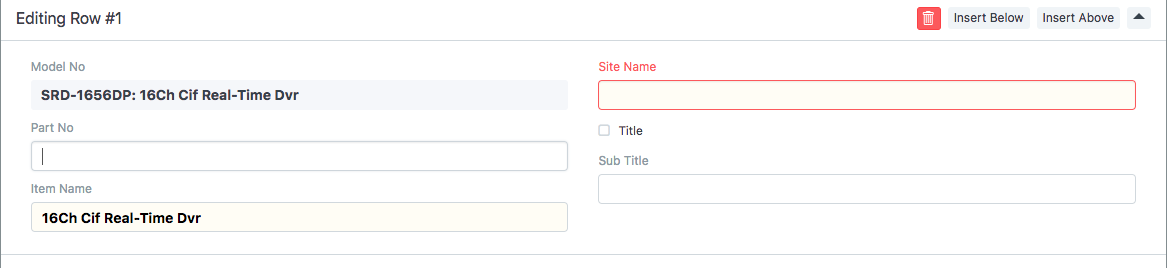 Editing Row #1
Insert Below
Insert Above
Model No
SRD-1656DP: 16Ch Cif Real-Time Dvr
Part No
Item Name
16Ch Cif Real-Time Dvr
Site Name
Title
Sub Title